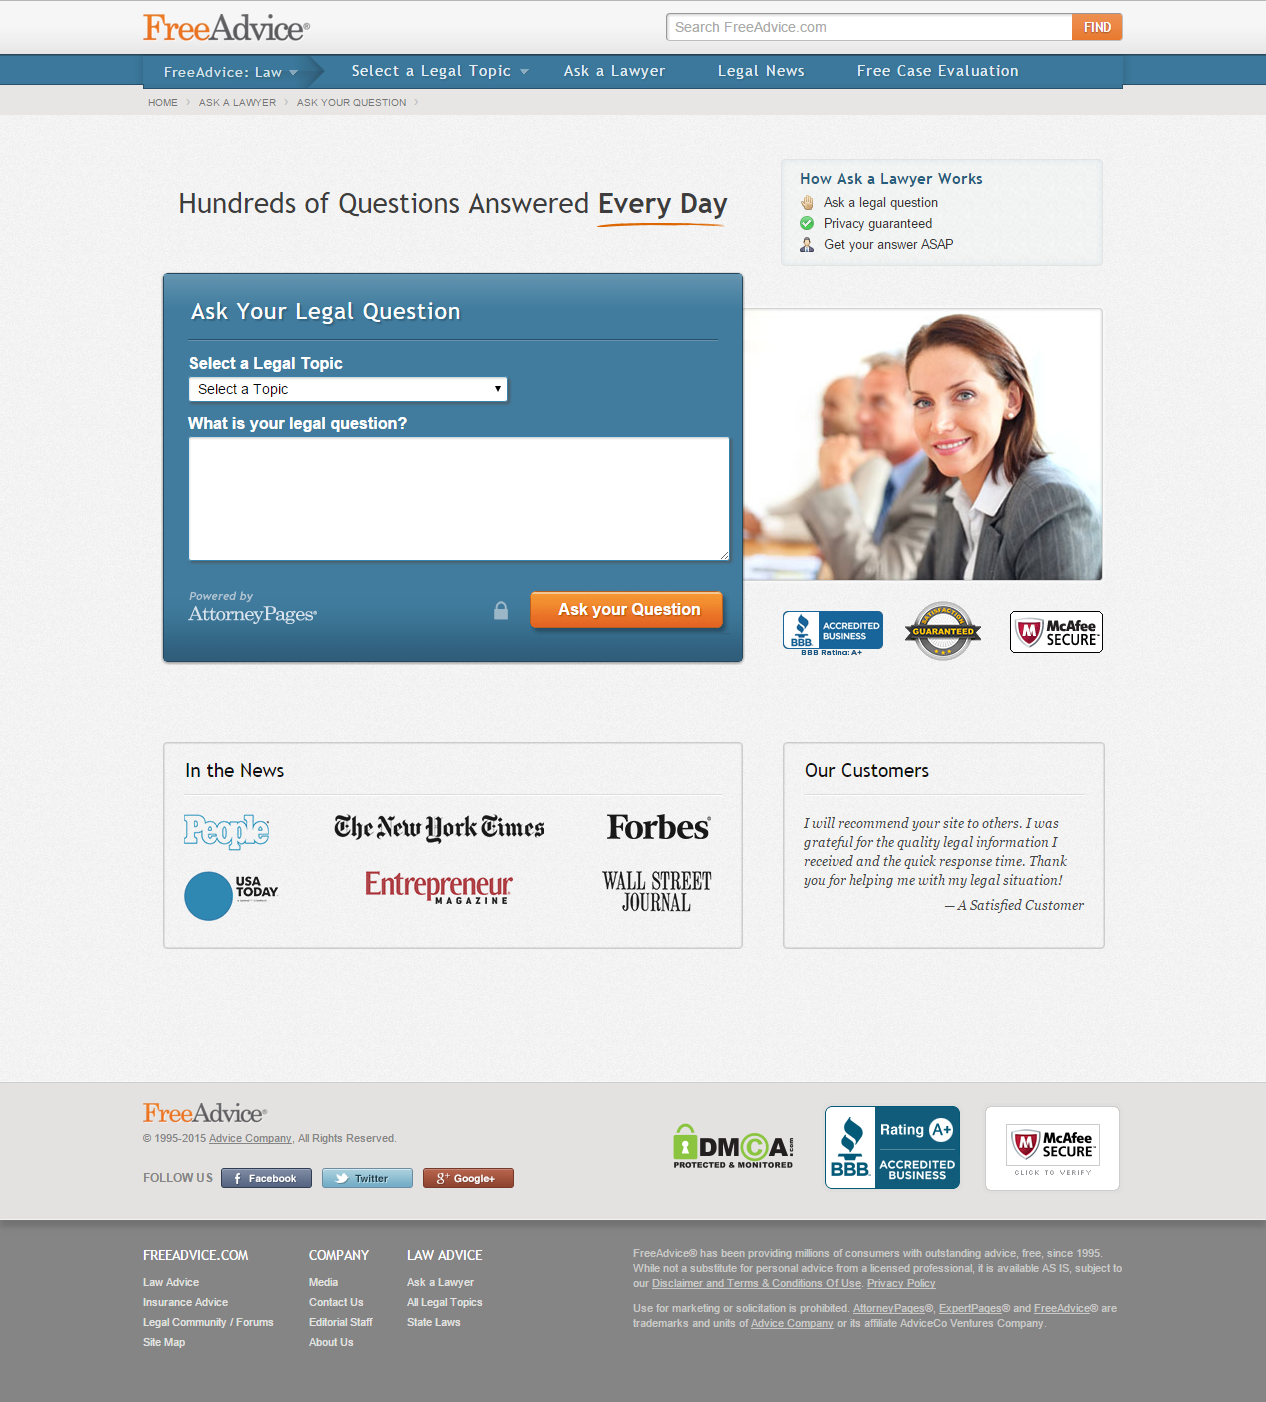 FreeAdvice®
Search FreeAdvice.com
FIND
FreeAdvice: Law
Select a Legal Topic
Ask a Lawyer
Legal News
Free Case Evaluation
HOME › ASK A LAWYER › ASK YOUR QUESTION ›
Hundreds of Questions Answered Every Day
How Ask a Lawyer Works
Ask a legal question
Privacy guaranteed
Get your answer ASAP
Ask Your Legal Question
Select a Legal Topic
Select a Topic
What is your legal question?
Powered by
AttorneyPages®
Ask your Question
BBB
ACCREDITED
BUSINESS
BBB Rating: A+
SATISFACTION
GUARANTEED
McAfee
SECURE™
In the News
People
The New York Times
Forbes®
USA
TODAY
Entrepreneur®
MAGAZINE
WALL STREET
JOURNAL
Our Customers
I will recommend your site to others. I was
grateful for the quality legal information I
received and the quick response time. Thank
you for helping me with my legal situation!
— A Satisfied Customer
FreeAdvice®
© 1995-2015 Advice Company, All Rights Reserved.
FOLLOW US
Facebook
Twitter
Google+
DMCA.com
PROTECTED & MONITORED
BBB
Rating A+
ACCREDITED
BUSINESS
McAfee
SECURE™
CLICK TO VERIFY
FREEADVICE.COM
Law Advice
Insurance Advice
Legal Community / Forums
Site Map
COMPANY
Media
Contact Us
Editorial Staff
About Us
LAW ADVICE
Ask a Lawyer
All Legal Topics
State Laws
FreeAdvice® has been providing millions of consumers with outstanding advice, free, since 1995.
While not a substitute for personal advice from a licensed professional, it is available AS IS, subject to
our Disclaimer and Terms & Conditions Of Use. Privacy Policy
Use for marketing or solicitation is prohibited. AttorneyPages®, ExpertPages® and FreeAdvice® are
trademarks and units of Advice Company or its affiliate AdviceCo Ventures Company.